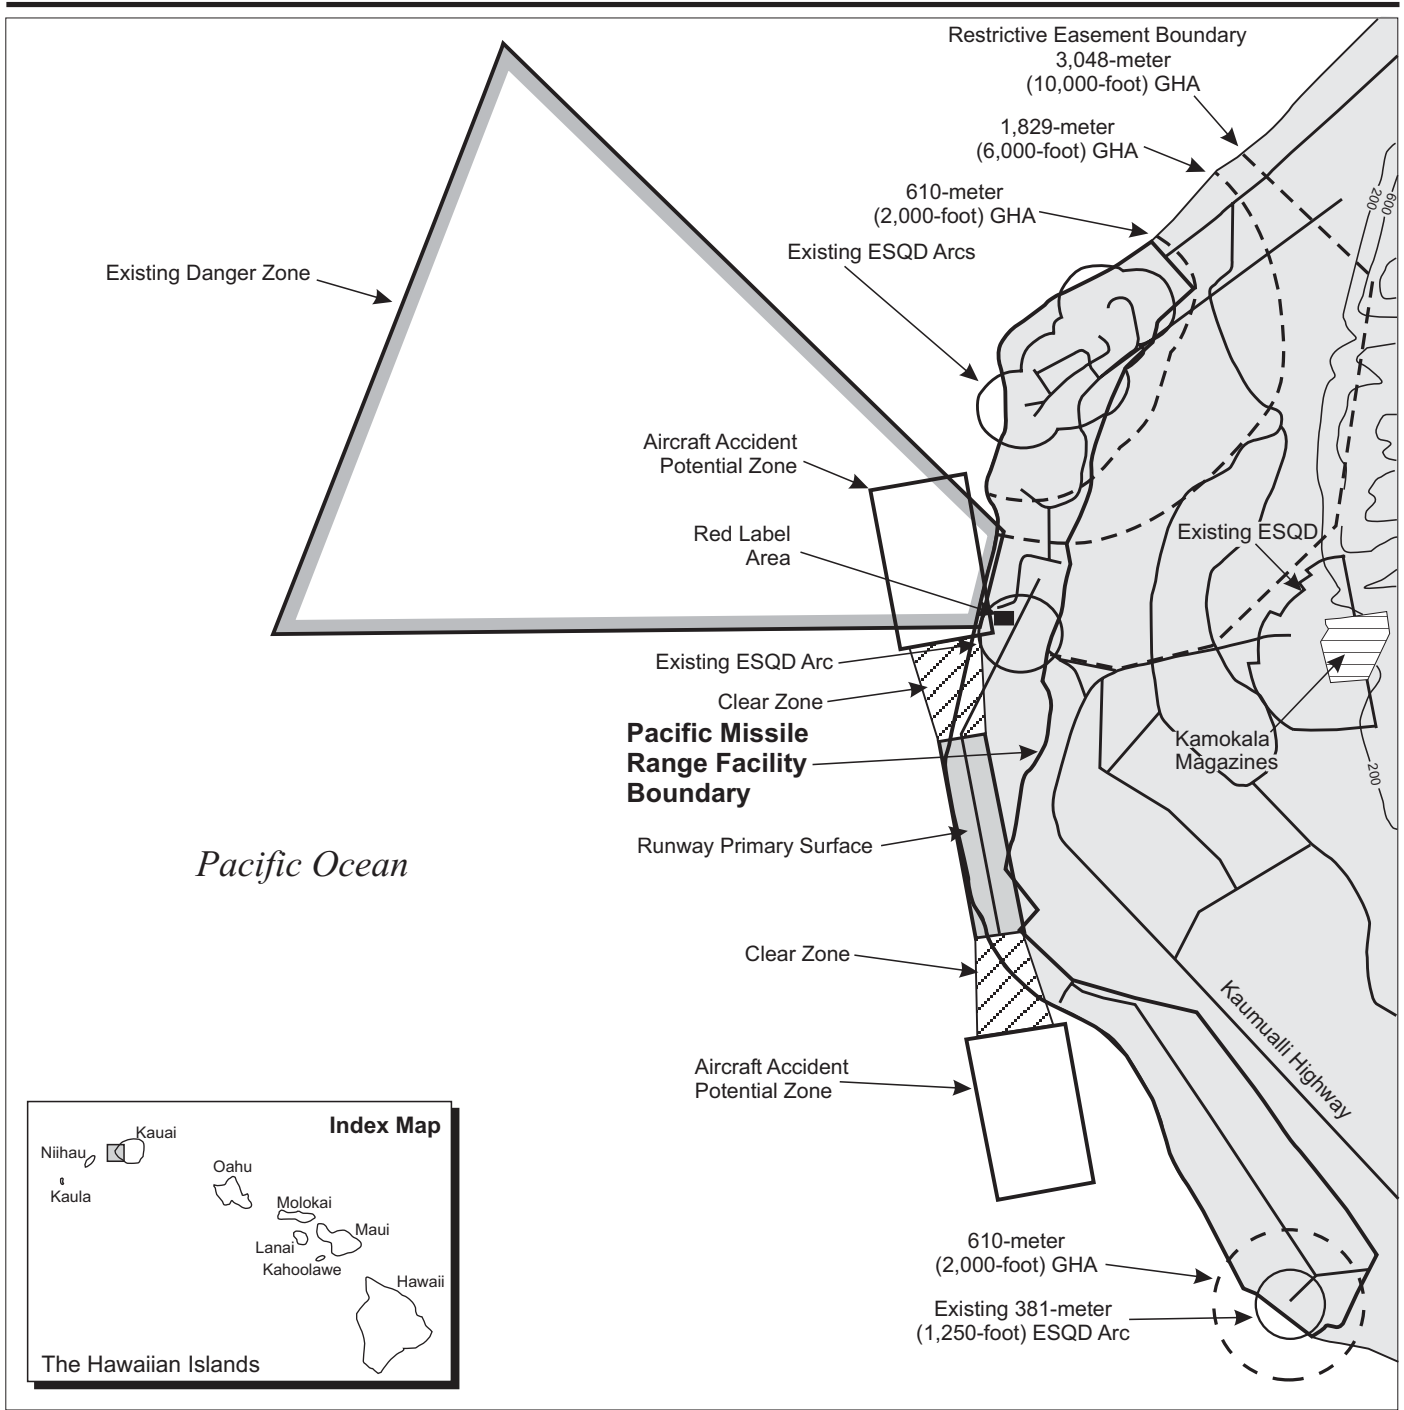 Restrictive Easement Boundary
3,048-meter
(10,000-foot) GHA
1,829-meter
(6,000-foot) GHA
610-meter
(2,000-foot) GHA
Existing ESQD Arcs
200
600
Existing Danger Zone
Aircraft Accident
Potential Zone
Red Label
Area
Existing ESQD
Existing ESQD Arc
Clear Zone
Pacific Missile
Range Facility
Boundary
Kamokala
Magazines
200
Runway Primary Surface
Pacific Ocean
Clear Zone
Kaumualli Highway
Aircraft Accident
Potential Zone
Index Map
Kauai
Niihau
Kaula
Oahu
Molokai
Maui
Lanai
Kahoolawe
Hawaii
The Hawaiian Islands
610-meter
(2,000-foot) GHA
Existing 381-meter
(1,250-foot) ESQD Arc